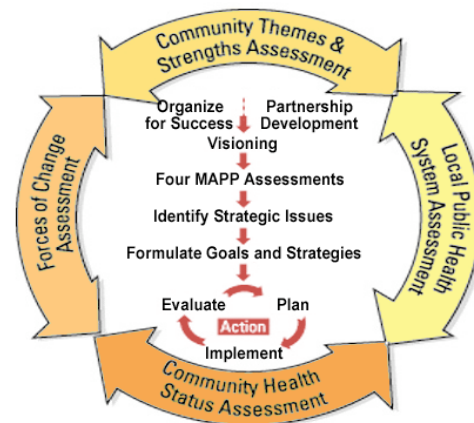 Community Themes &
Strengths Assessment
Organize
for Success
Partnership
Development
Visioning
Four MAPP Assessments
Identify Strategic Issues
Formulate Goals and Strategies
Evaluate
Plan
Action
Implement
Forces of Change
Assessment
Local Public Health
System Assessment
Community Health
Status Assessment